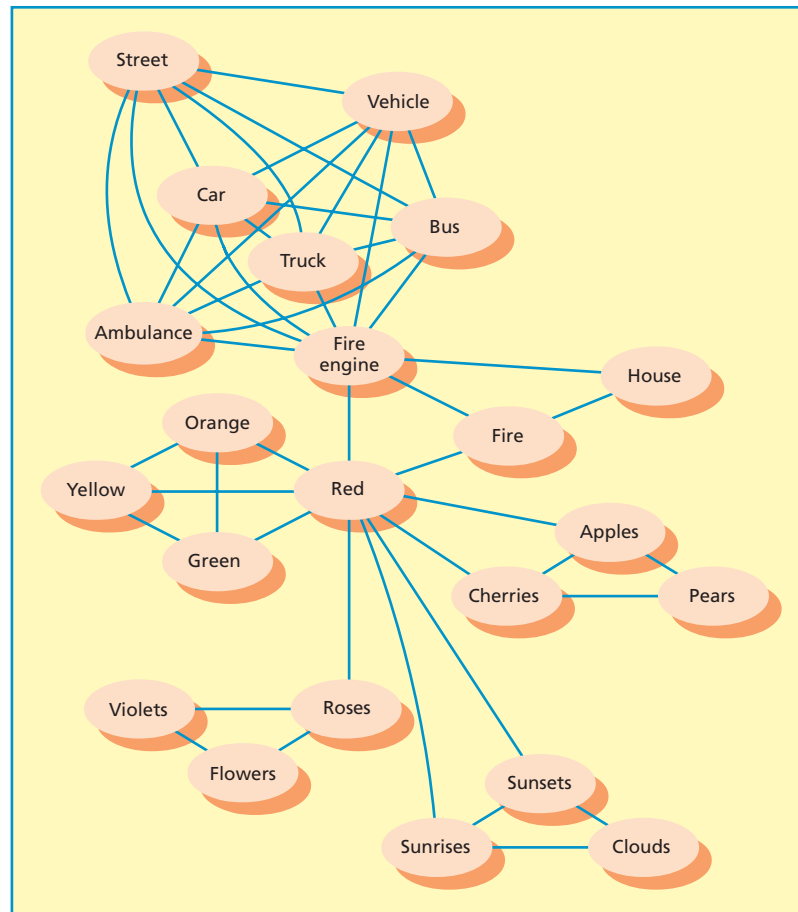 Street
Vehicle
Car
Bus
Truck
Ambulance
Fire
engine
House
Orange
Fire
Yellow
Red
Apples
Green
Cherries
Pears
Violets
Roses
Flowers
Sunsets
Sunrises
Clouds